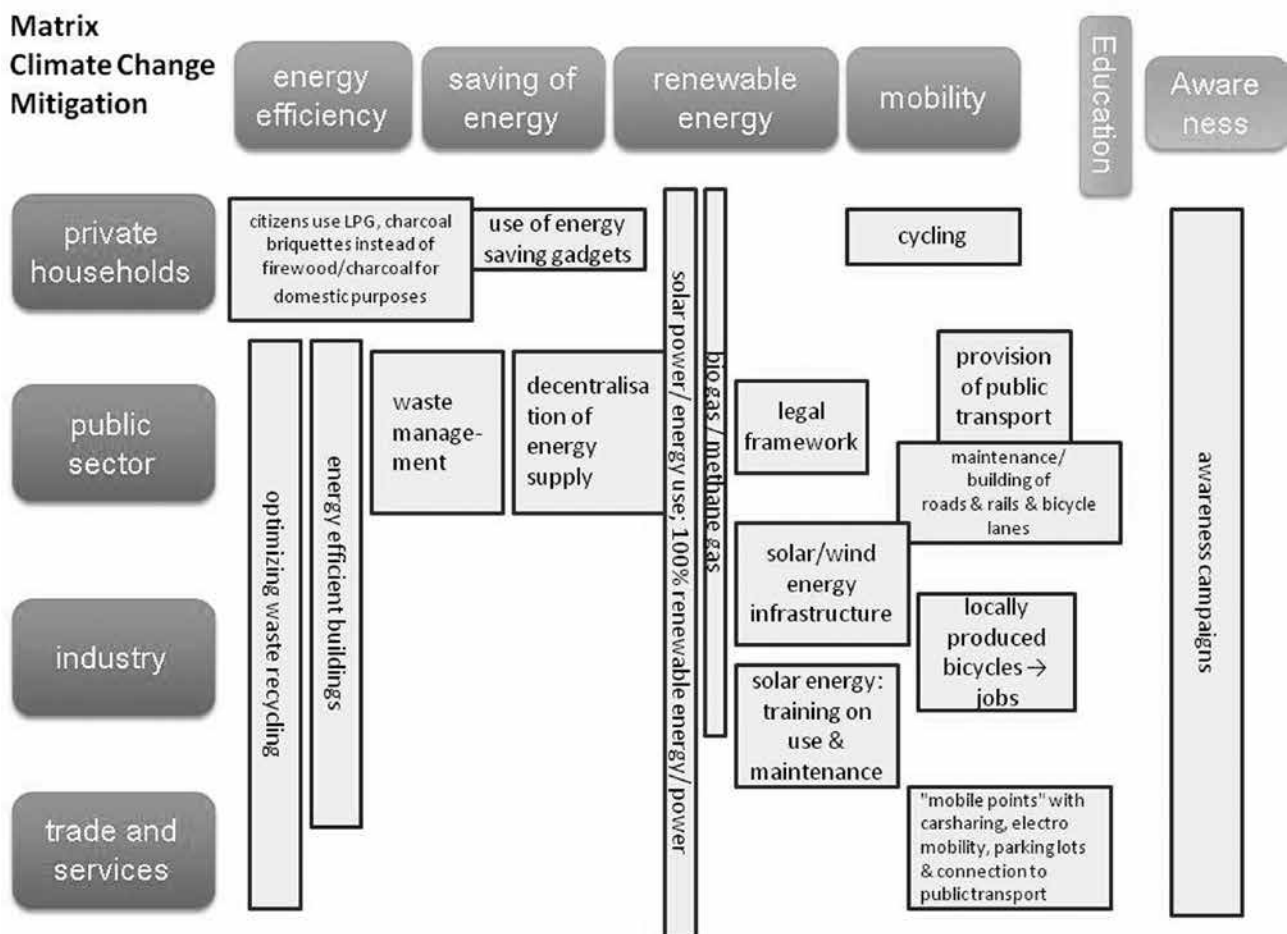 Matrix
Climate Change
Mitigation
energy
efficiency
saving of
energy
renewable
energy
mobility
Education
Aware
ness
private
households
citizens use LPG, charcoal
briquettes instead of
firewood/charcoal for
domestic purposes
use of energy
saving gadgets
cycling
public
sector
optimizing waste recycling
energy efficient buildings
waste
manage-
ment
decentralisa
tion of
energy
supply
solar power/ energy use; 100% renewable energy/power
bio gas / methane gas
legal
framework
provision
of public
transport
maintenance/
building of
roads & rails & bicycle
lanes
awareness campaigns
industry
solar/wind
energy
infrastructure
locally
produced
bicycles →
jobs
solar energy:
training on
use &
maintenance
trade and
services
"mobile points" with
carsharing, electro
mobility, parking lots
& connection to
public transport